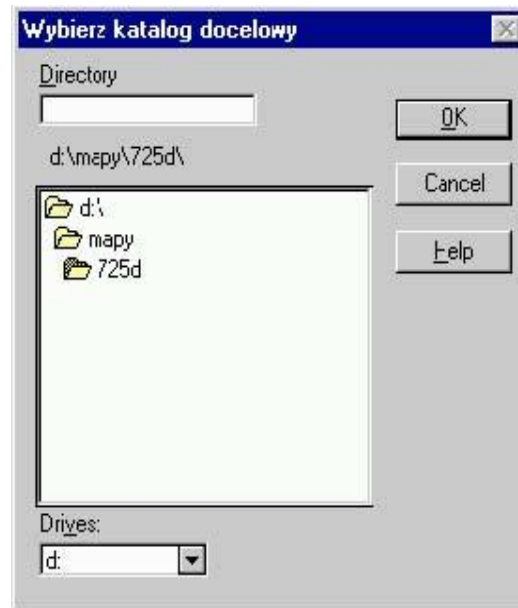 Wybierz katalog docelowy
Directory
OK
d:\mapy\725d\
Cancel
d:\
mapy
725d
Help
Drives:
d: